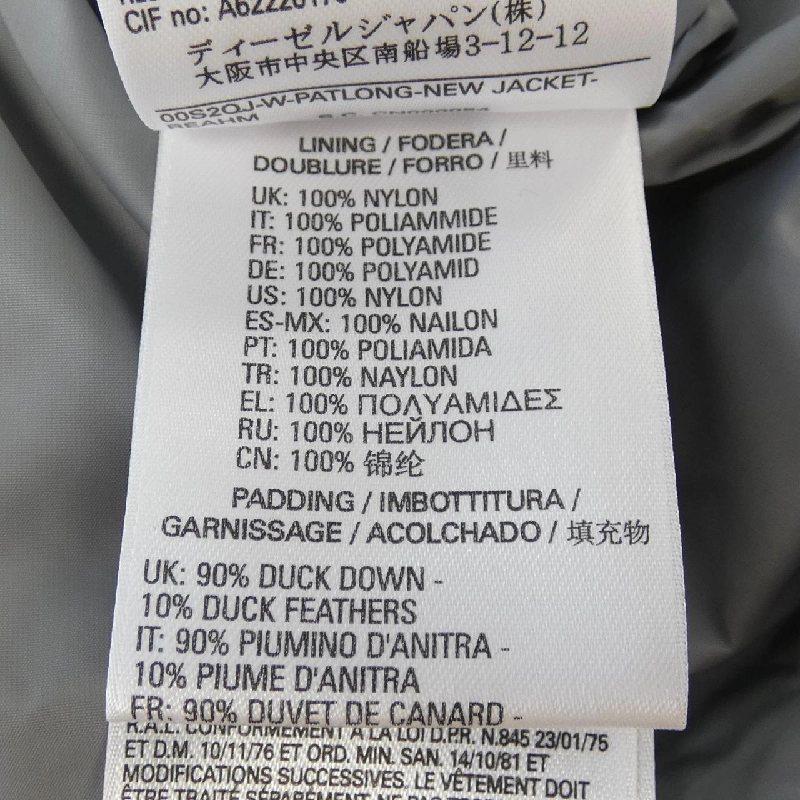 CIF no:
ディーゼルジャパン(株)
大阪市中央区南船場3-12-12
00S2QJ-W-PATLONG-NEW JACKET-
LINING / FODERA /
DOUBLURE / FORRO / 里料
UK: 100% NYLON
IT: 100% POLIAMMIDE
FR: 100% POLYAMIDE
DE: 100% POLYAMID
US: 100% NYLON
ES-MX: 100% NAILON
PT: 100% POLIAMIDA
TR: 100% NAYLON
EL: 100% ΠΟΛΥΑΜΙΔΕΣ
RU: 100% НЕЙЛОН
CN: 100% 锦纶
PADDING / IMBOTTITURA /
GARNISSAGE / ACOLCHADO / 填充物
UK: 90% DUCK DOWN -
10% DUCK FEATHERS
IT: 90% PIUMINO D'ANITRA -
10% PIUME D'ANITRA
FR: 90% DUVET DE CANARD -
R.A.L. CONFORMEMENT A LA LOI D.P.R. N.845 23/01/75
ET D.M. 10/11/76 ET ORD. MIN. SAN. 14/10/81 ET
MODIFICATIONS SUCCESSIVES. LE VÊTEMENT DOIT
ÊTRE TRAITÉ SÉPARÉMENT. NE PAS